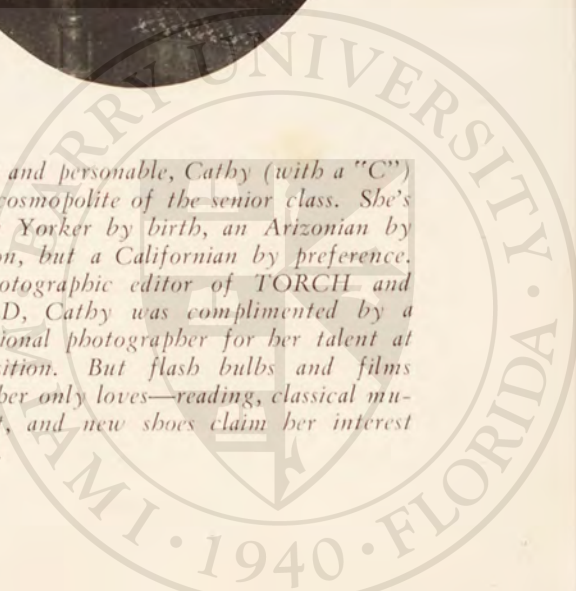 and personable, Cathy (with a "C")
cosmopolite of the senior class. She's
Yorker by birth, an Arizonian by
on, but a Californian by preference.
otographic editor of TORCH and
D, Cathy was complimented by a
ional photographer for her talent at
ition. But flash bulbs and films
her only loves—reading, classical mu-
, and new shoes claim her interest
BARRY UNIVERSITY
MIAMI • 1940 • FLORIDA